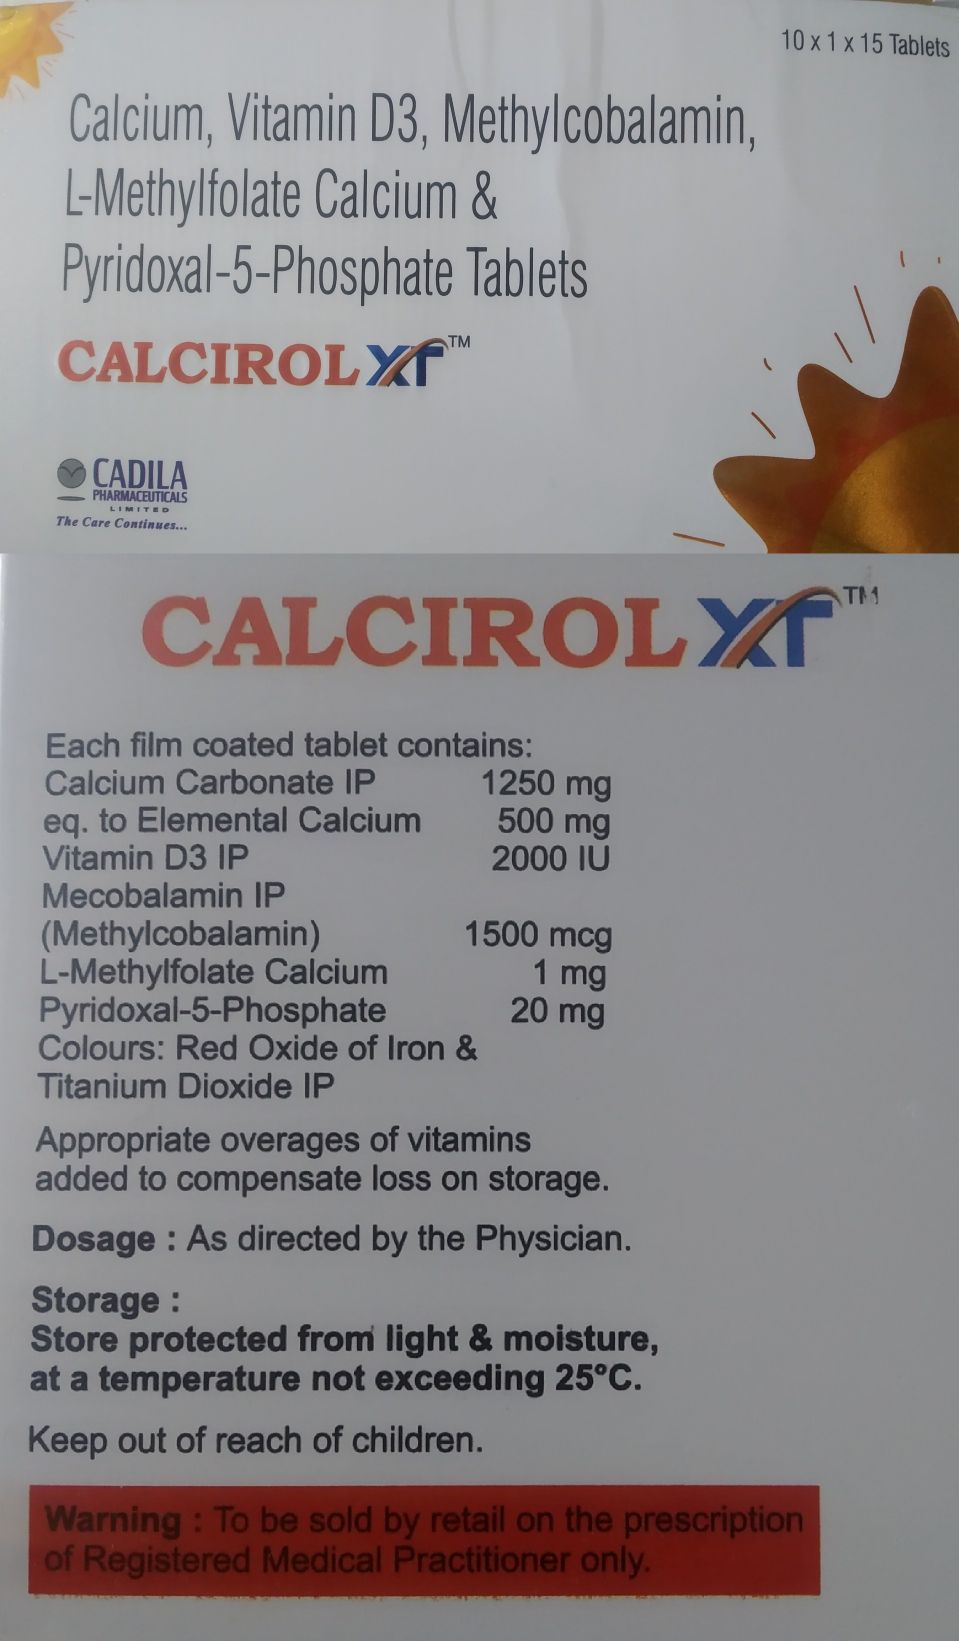 10 x 1 x 15 Tablets
Calcium, Vitamin D3, Methylcobalamin,
L-Methylfolate Calcium &
Pyridoxal-5-Phosphate Tablets
CALCIROL XT™
CADILA
PHARMACEUTICALS
LIMITED
The Care Continues...
CALCIROL XT™
Each film coated tablet contains:
Calcium Carbonate IP 1250 mg
eq. to Elemental Calcium 500 mg
Vitamin D3 IP 2000 IU
Mecobalamin IP
(Methylcobalamin) 1500 mcg
L-Methylfolate Calcium 1 mg
Pyridoxal-5-Phosphate 20 mg
Colours: Red Oxide of Iron &
Titanium Dioxide IP
Appropriate overages of vitamins
added to compensate loss on storage.
Dosage : As directed by the Physician.
Storage :
Store protected from light & moisture,
at a temperature not exceeding 25°C.
Keep out of reach of children.
Warning : To be sold by retail on the prescription
of Registered Medical Practitioner only.